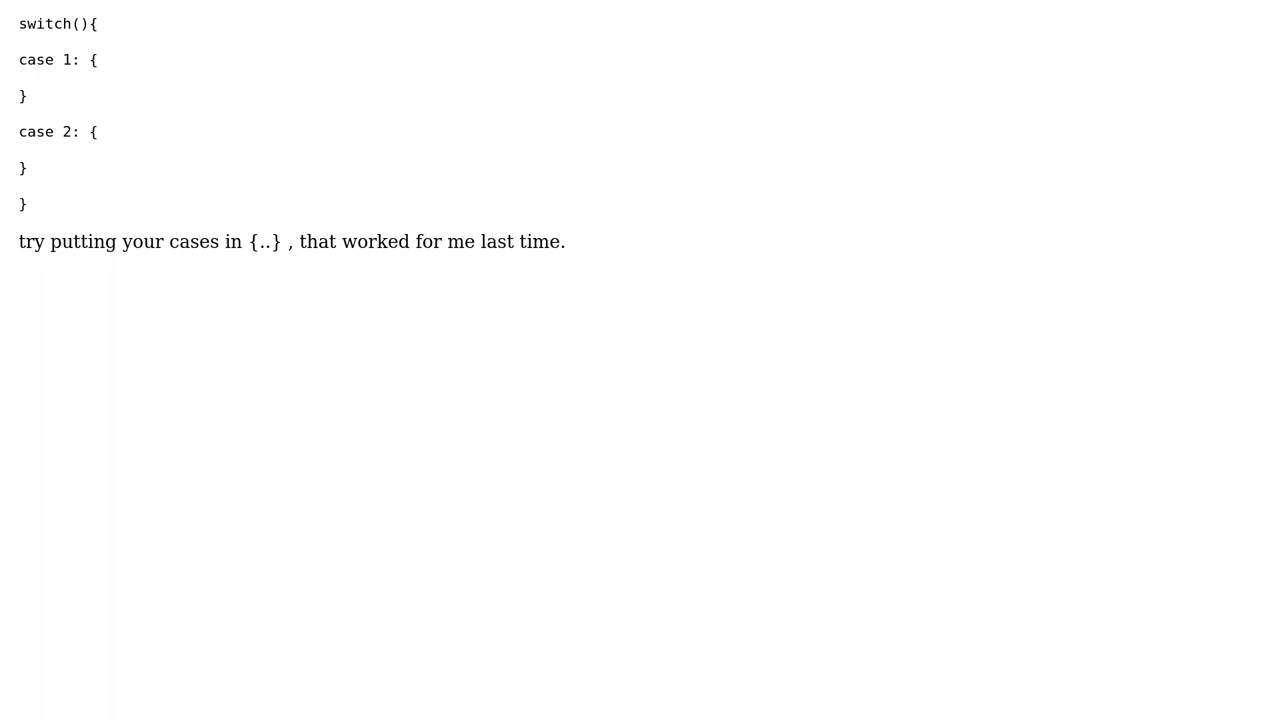 switch(){
case 1: {
}
case 2: {
}
}
try putting your cases in {..} , that worked for me last time.